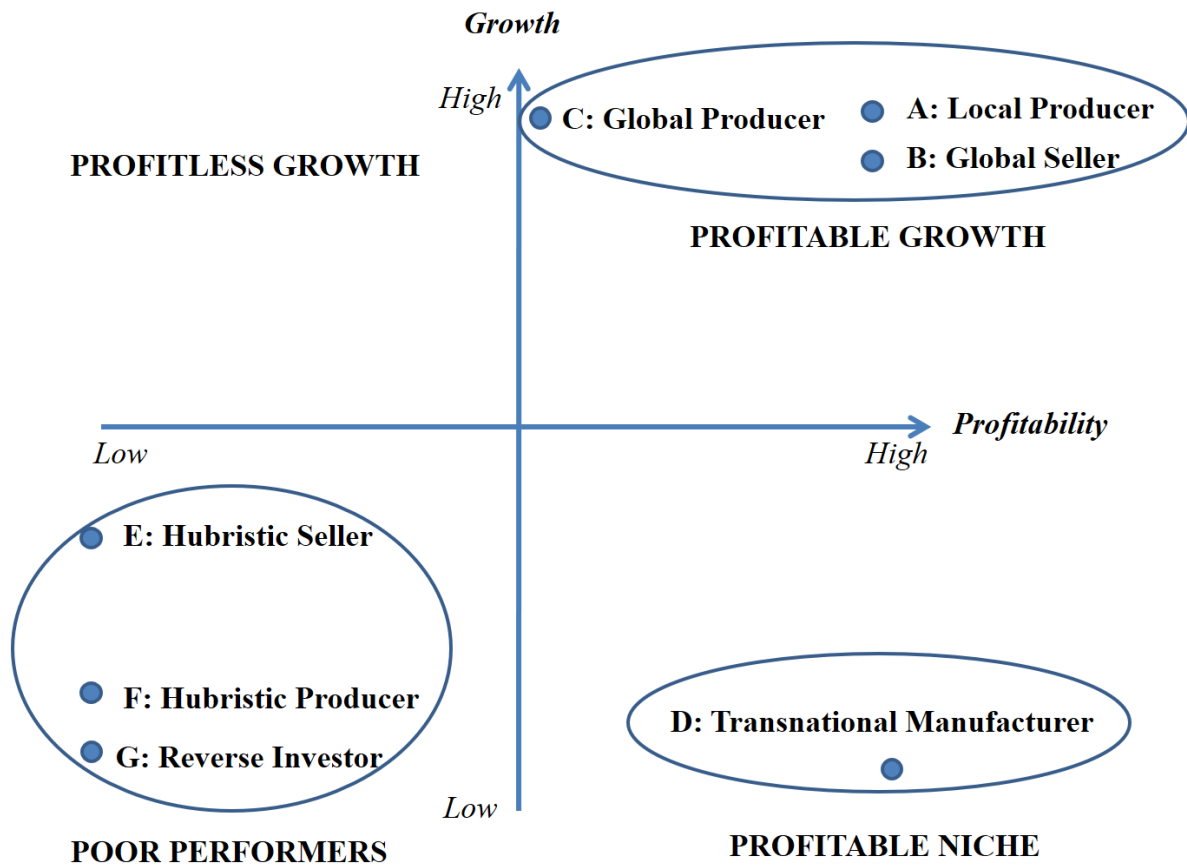 Growth
High
C: Global Producer
A: Local Producer
PROFITLESS GROWTH
B: Global Seller
PROFITABLE GROWTH
Profitability
Low
High
E: Hubristic Seller
F: Hubristic Producer
D: Transnational Manufacturer
G: Reverse Investor
Low
POOR PERFORMERS
PROFITABLE NICHE